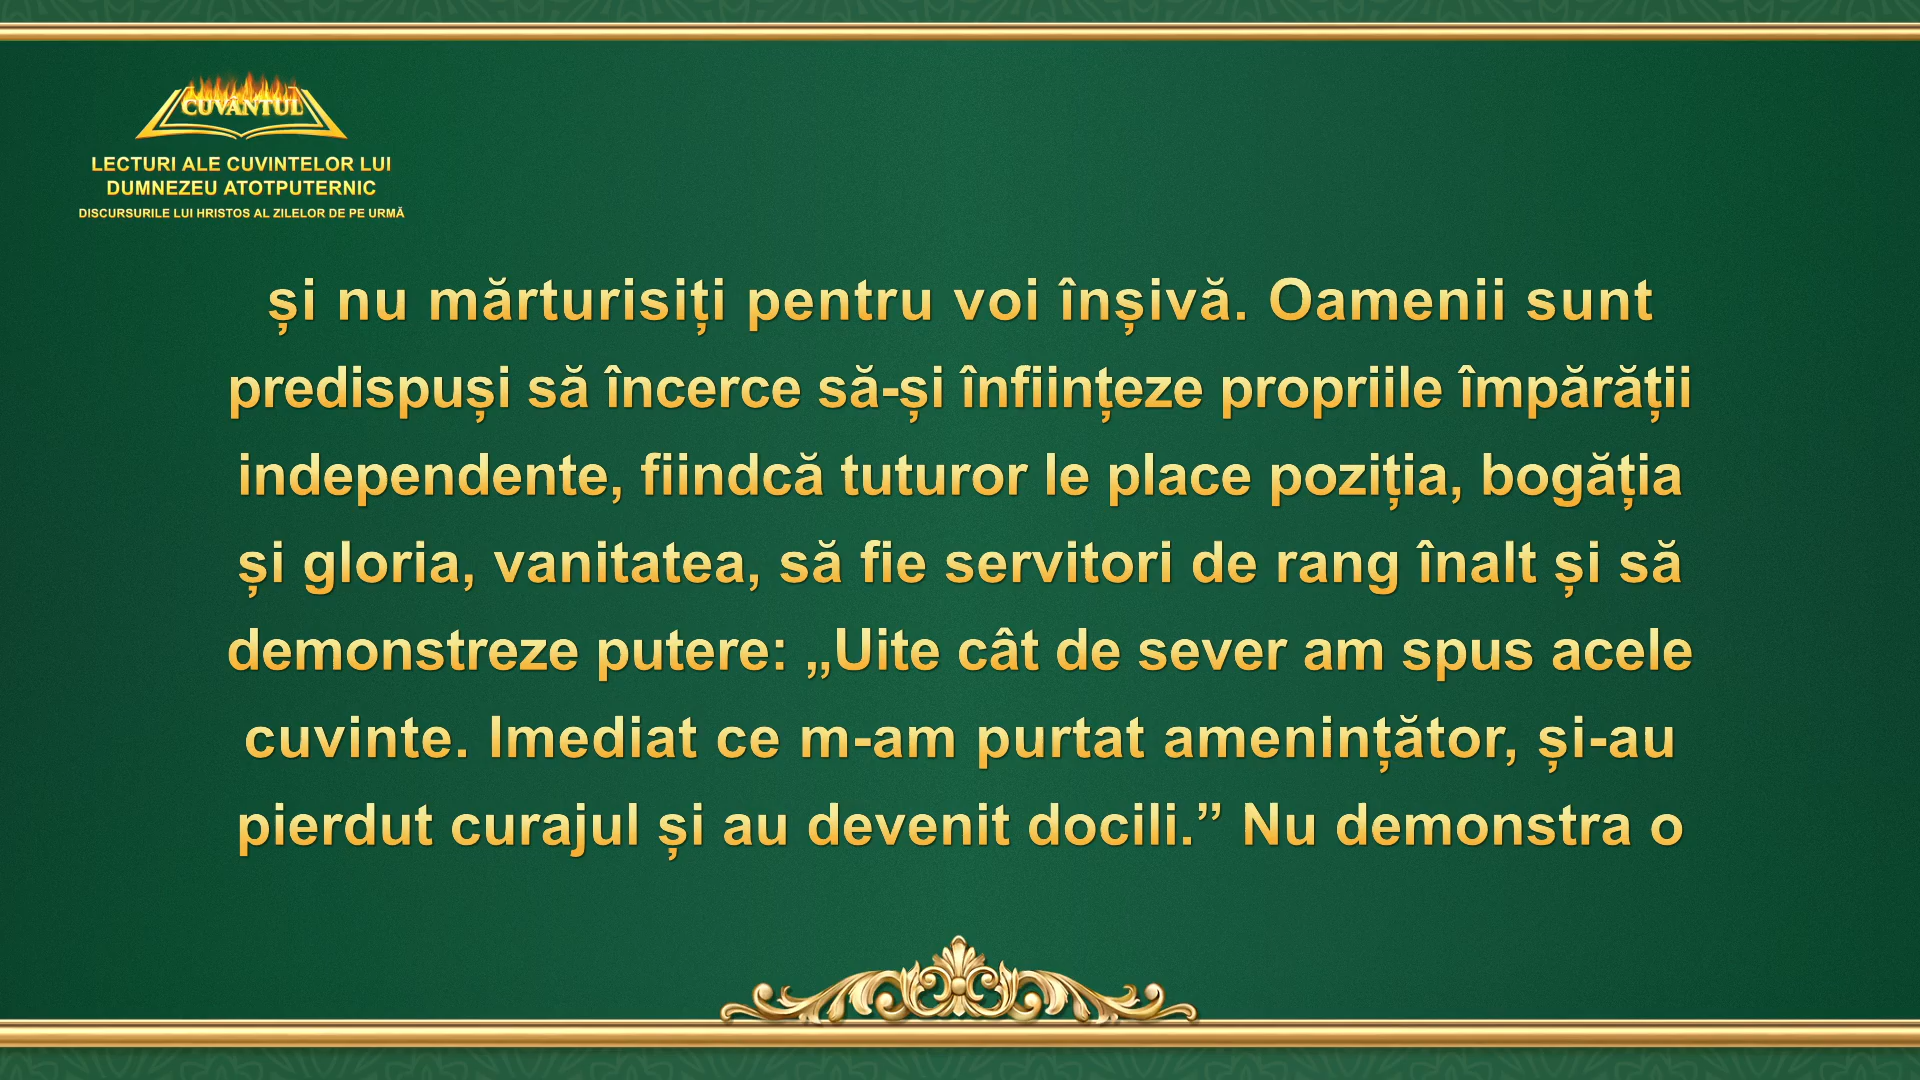 CUVÂNTUL
LECTURI ALE CUVINTELOR LUI
DUMNEZEU ATOTPUTERNIC
DISCURSURILE LUI HRISTOS AL ZILELOR DE PE URMĂ
și nu mărturisiți pentru voi înșivă. Oamenii sunt
predispuși să încerce să-și înființeze propriile împărății
independente, fiindcă tuturor le place poziția, bogăția
și gloria, vanitatea, să fie servitori de rang înalt și să
demonstreze putere: „Uite cât de sever am spus acele
cuvinte. Imediat ce m-am purtat amenințător, și-au
pierdut curajul și au devenit docili.” Nu demonstra o